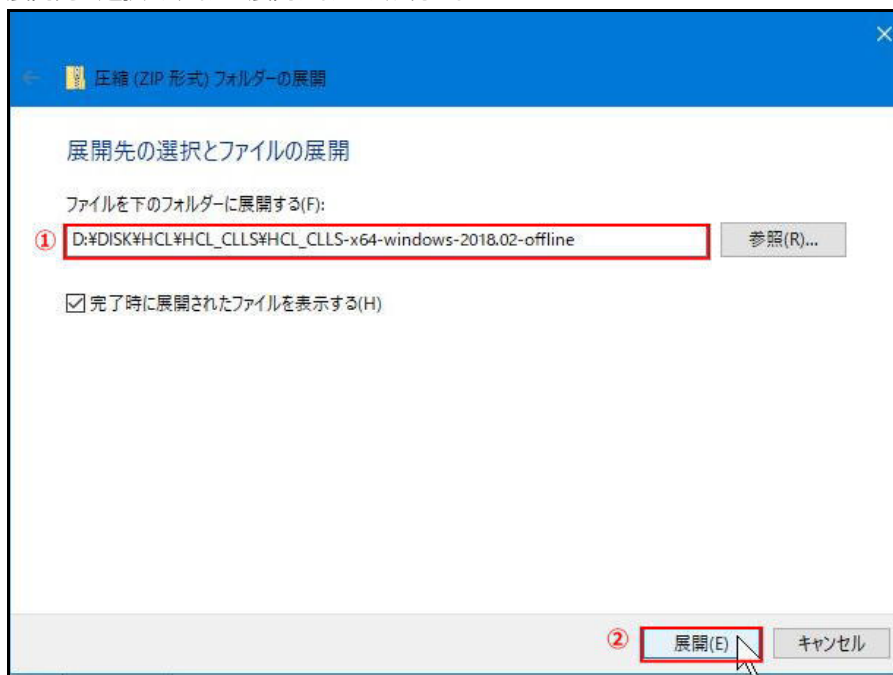 圧縮 (ZIP 形式) フォルダーの展開
展開先の選択とファイルの展開
ファイルを下のフォルダーに展開する(F):
① D:¥DISK¥HCL¥HCL_CLLS¥HCL_CLLS-x64-windows-2018.02-offline 参照(R)...
完了時に展開されたファイルを表示する(H)
② 展開(E) キャンセル